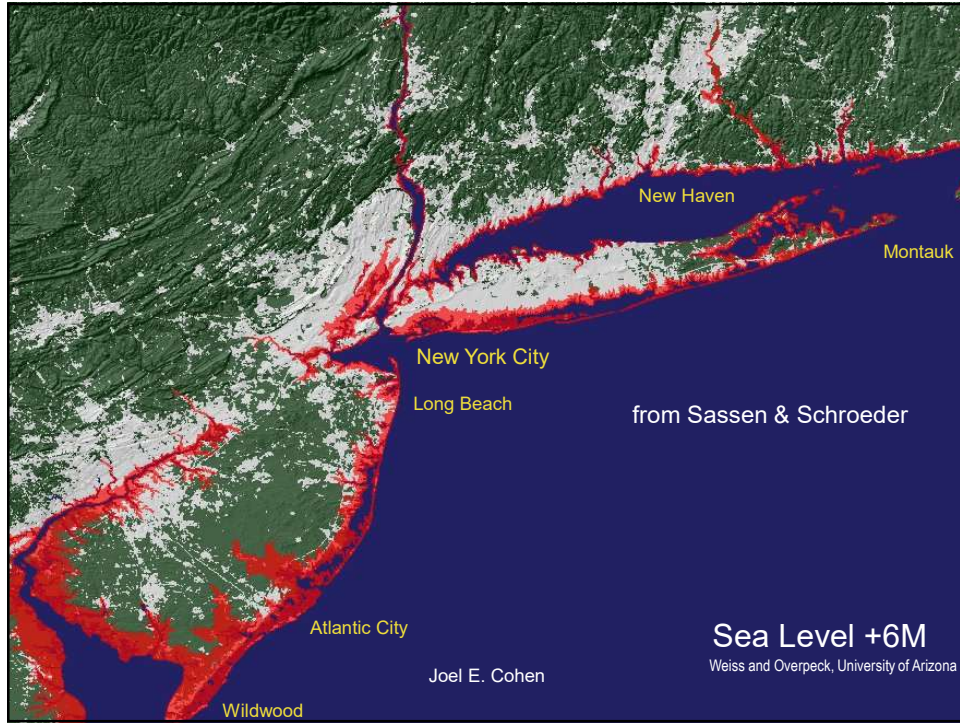 New Haven
Montauk
New York City
Long Beach
from Sassen & Schroeder
Atlantic City
Sea Level +6M
Weiss and Overpeck, University of Arizona
Joel E. Cohen
Wildwood